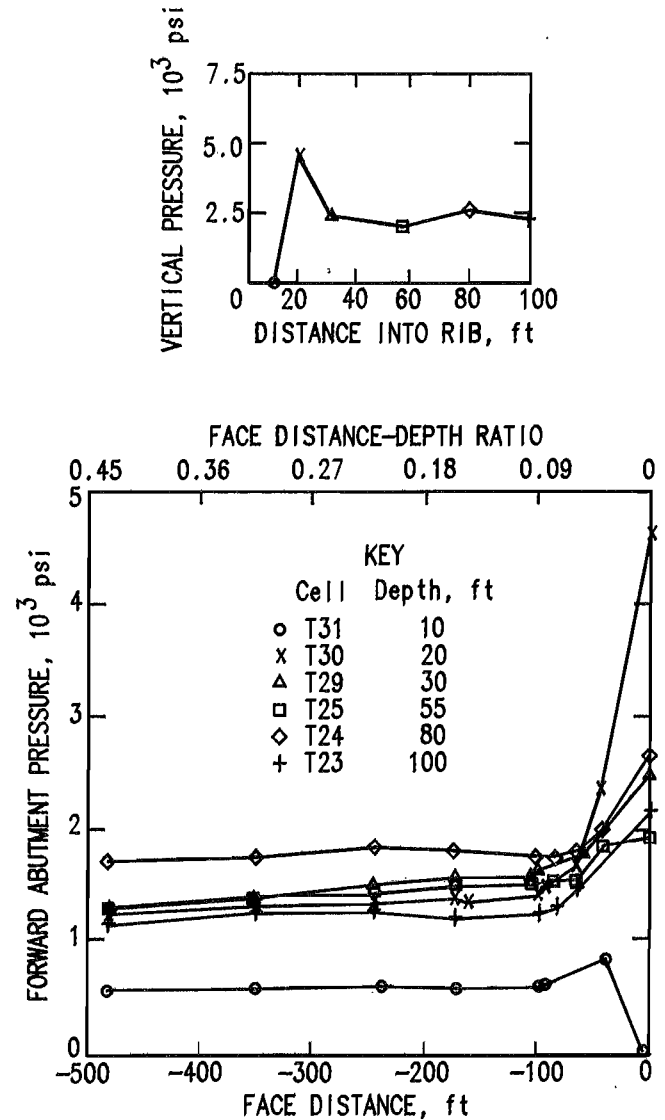 VERTICAL PRESSURE, 10³ psi
7.5
5.0
2.5
0 20 40 60 80 100
DISTANCE INTO RIB, ft
FACE DISTANCE-DEPTH RATIO
0.45 0.36 0.27 0.18 0.09 0
FORWARD ABUTMENT PRESSURE, 10³ psi
5
4
3
2
1
0
KEY
Cell Depth, ft
T31 10
T30 20
T29 30
T25 55
T24 80
T23 100
-500 -400 -300 -200 -100 0
FACE DISTANCE, ft